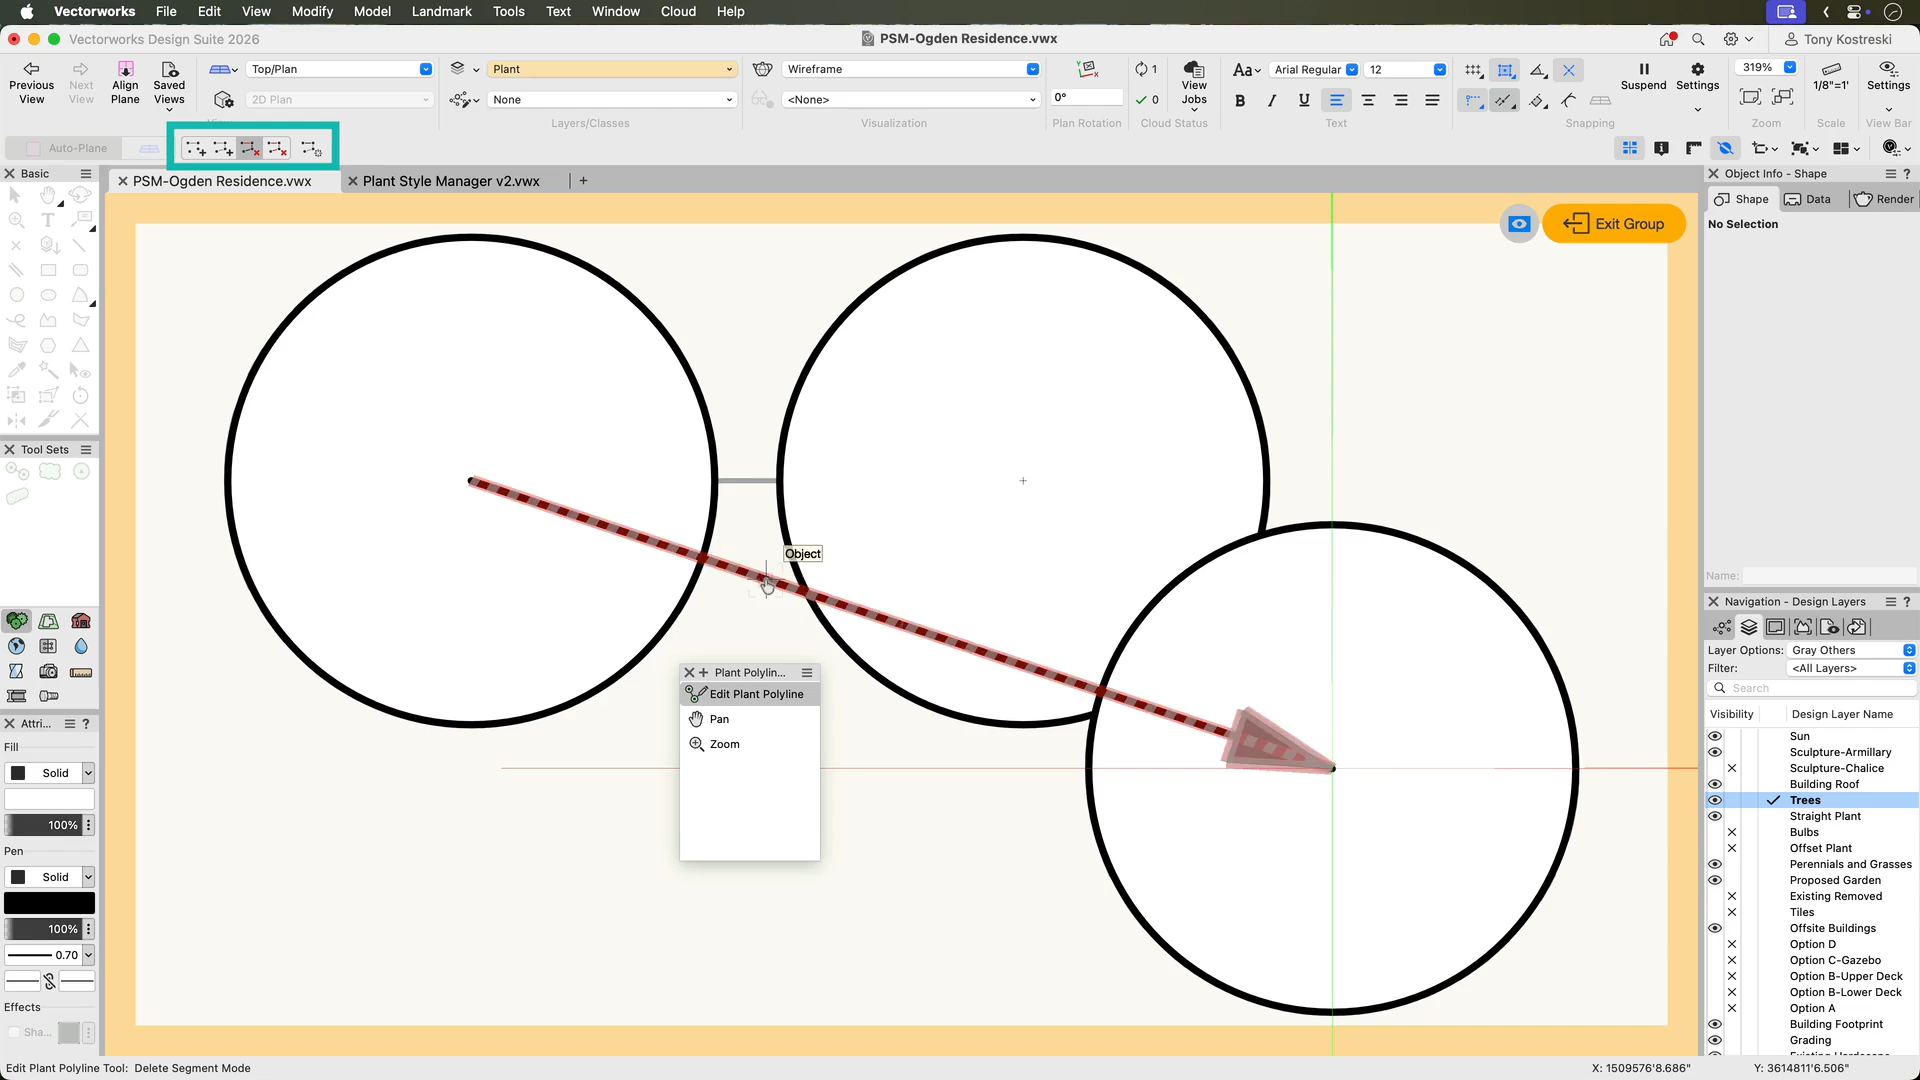 Vectorworks File Edit View Modify Model Landmark Tools Text Window Cloud Help
Vectorworks Design Suite 2026
PSM-Ogden Residence.vwx
Tony Kostreski
Previous View
Next View
Align Plane
Saved Views
Top/Plan
2D Plan
Plant
None
Layers/Classes
Wireframe
<None>
Visualization
0°
Plan Rotation
1
0
Cloud Status
View Jobs
Aa
Arial Regular
12
B I U
Text
Suspend
Settings
Snapping
319%
Zoom
1/8"=1'
Scale
Settings
View Bar
Auto-Plane
Basic
PSM-Ogden Residence.vwx
Plant Style Manager v2.vwx
Object Info - Shape
Shape
Data
Render
No Selection
Exit Group
Object
Tool Sets
Plant Polylin...
Edit Plant Polyline
Pan
Zoom
Name:
Navigation - Design Layers
Layer Options: Gray Others
Filter: <All Layers>
Search
Visibility Design Layer Name
Sun
Sculpture-Armillary
Sculpture-Chalice
Building Roof
Trees
Straight Plant
Bulbs
Offset Plant
Perennials and Grasses
Proposed Garden
Existing Removed
Tiles
Offsite Buildings
Option D
Option C-Gazebo
Option B-Upper Deck
Option B-Lower Deck
Option A
Building Footprint
Grading
Attri...
Fill
Solid
100%
Pen
Solid
100%
0.70
Effects
Sha...
Edit Plant Polyline Tool: Delete Segment Mode
X: 1509576'8.686"
Y: 3614811'6.506"